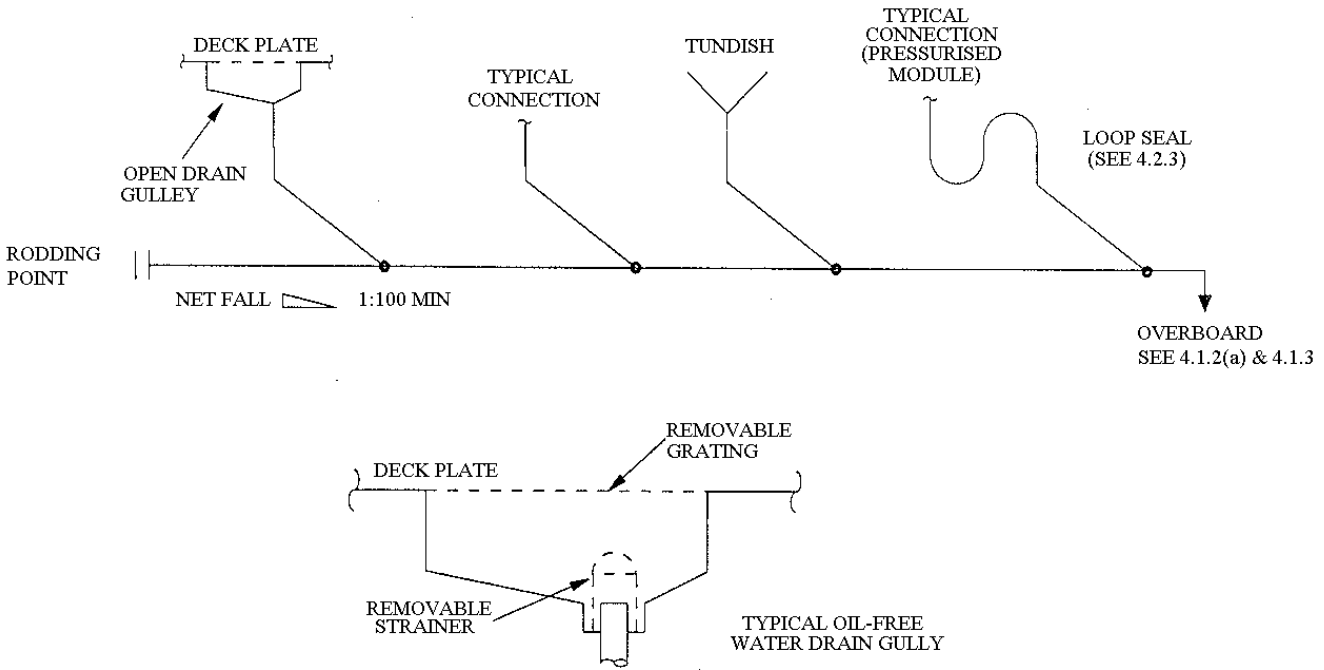 DECK PLATE
OPEN DRAIN
GULLEY
TYPICAL
CONNECTION
TUNDISH
TYPICAL
CONNECTION
(PRESSURISED
MODULE)
LOOP SEAL
(SEE 4.2.3)
RODDING
POINT
NET FALL 1:100 MIN
OVERBOARD
SEE 4.1.2(a) & 4.1.3
REMOVABLE
GRATING
DECK PLATE
REMOVABLE
STRAINER
TYPICAL OIL-FREE
WATER DRAIN GULLY